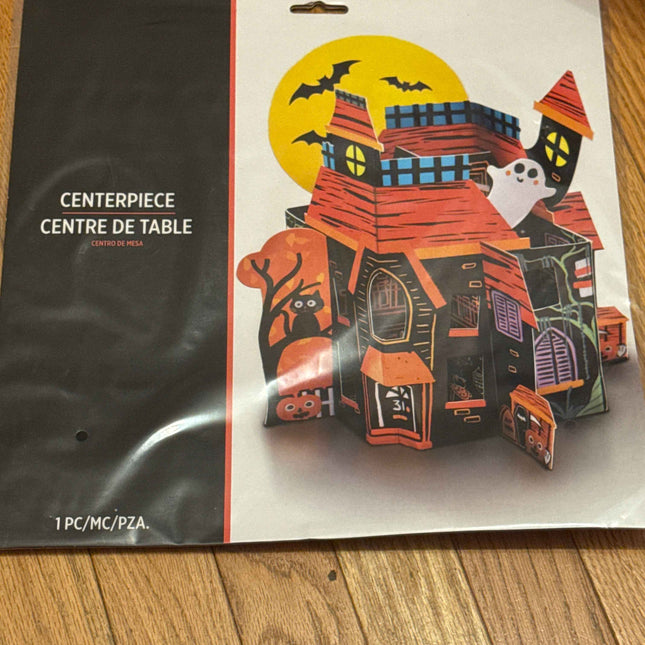 CENTERPIECE
CENTRE DE TABLE
CENTRO DE MESA
31
1 PC/MC/PZA.